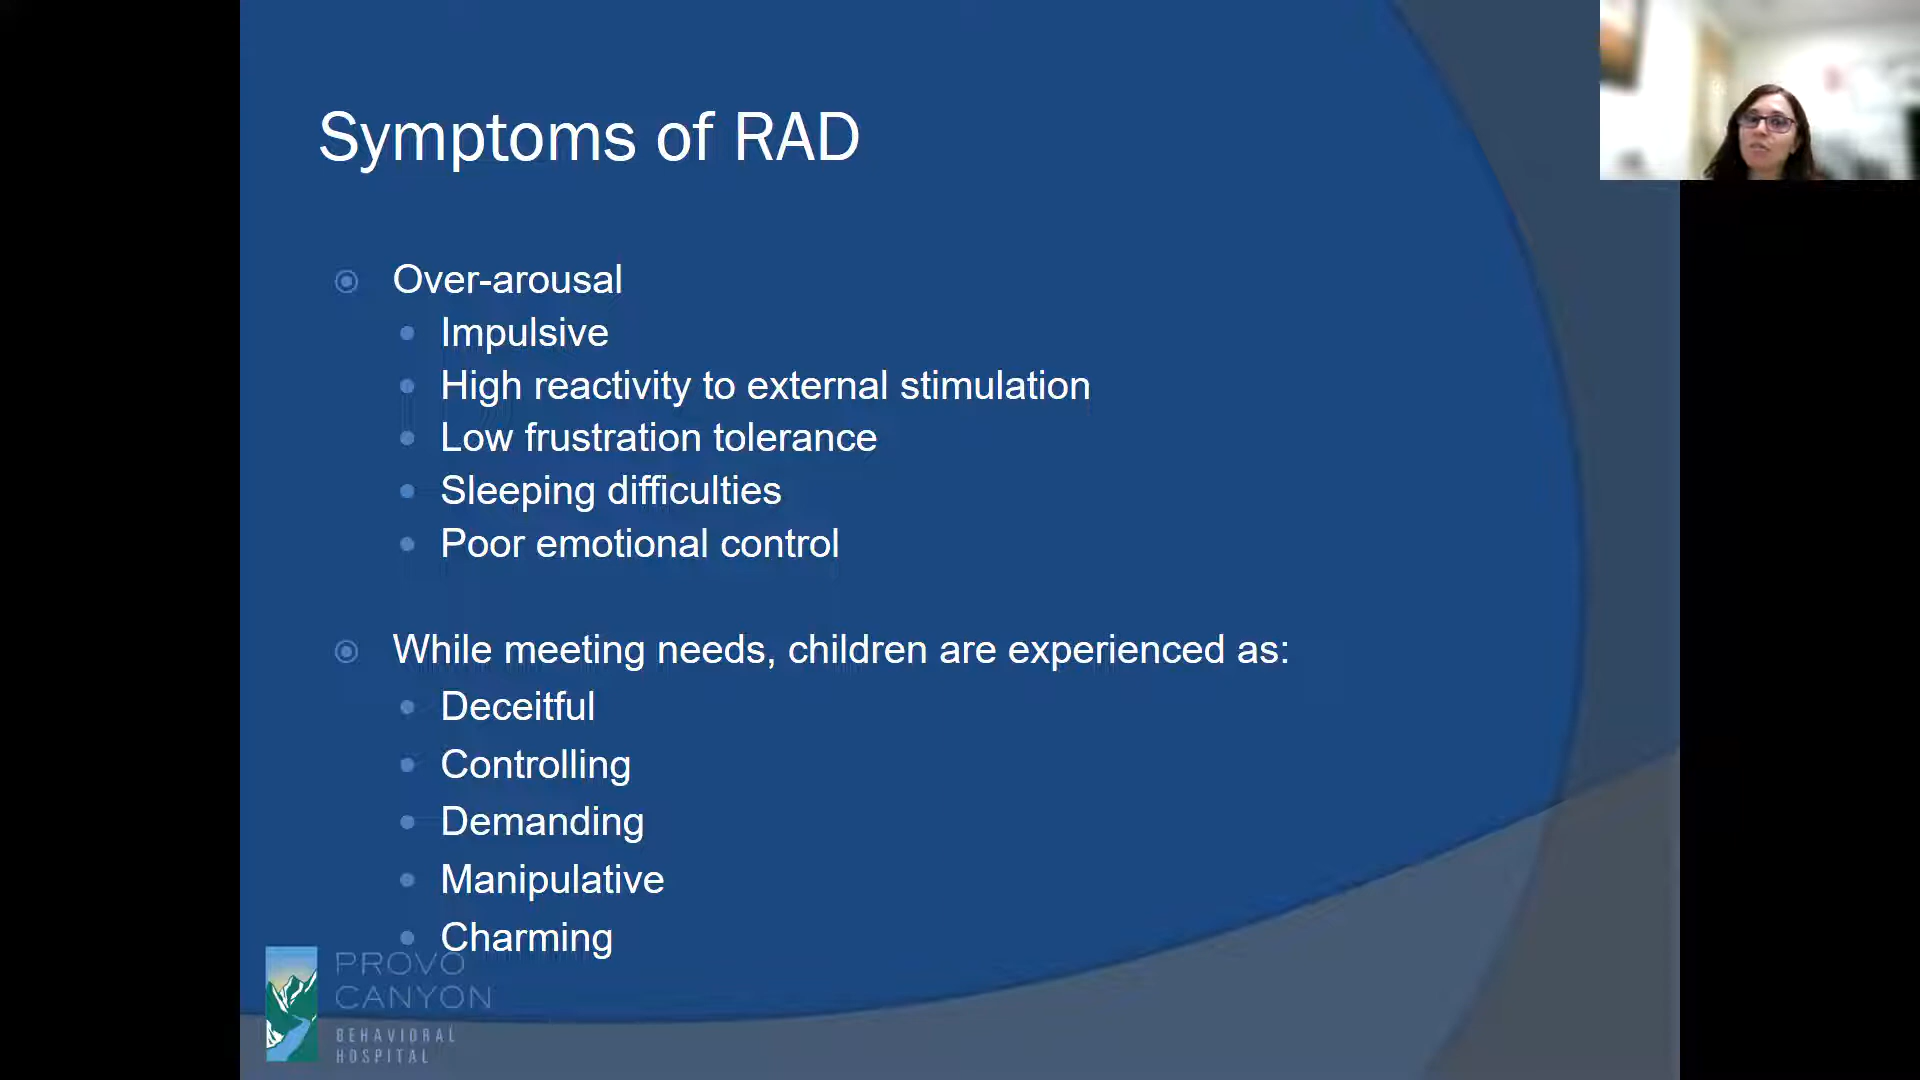 Symptoms of RAD
Over-arousal
Impulsive
High reactivity to external stimulation
Low frustration tolerance
Sleeping difficulties
Poor emotional control
While meeting needs, children are experienced as:
Deceitful
Controlling
Demanding
Manipulative
Charming
PROVO
CANYON
BEHAVIORAL
HOSPITAL